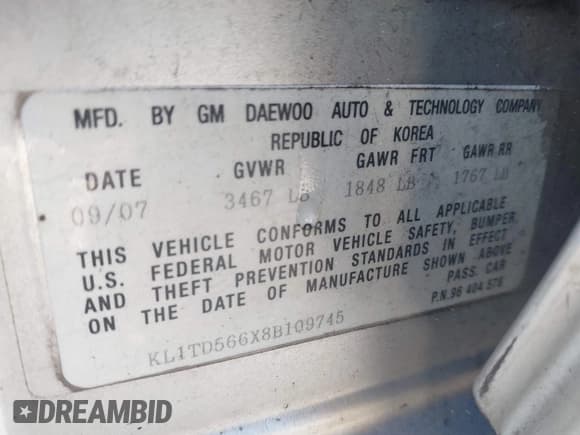 MFD. BY GM DAEWOO AUTO & TECHNOLOGY COMPANY
REPUBLIC OF KOREA
DATE GVWR GAWR FRT GAWR RR
09/07 3467 LB 1848 LB 1767 LB
THIS VEHICLE CONFORMS TO ALL APPLICABLE
U.S. FEDERAL MOTOR VEHICLE SAFETY, BUMPER,
AND THEFT PREVENTION STANDARDS IN EFFECT
ON THE DATE OF MANUFACTURE SHOWN ABOVE
PASS. CAR
P.N.96 404 576
KL1TD566X8B109745
DREAMBID